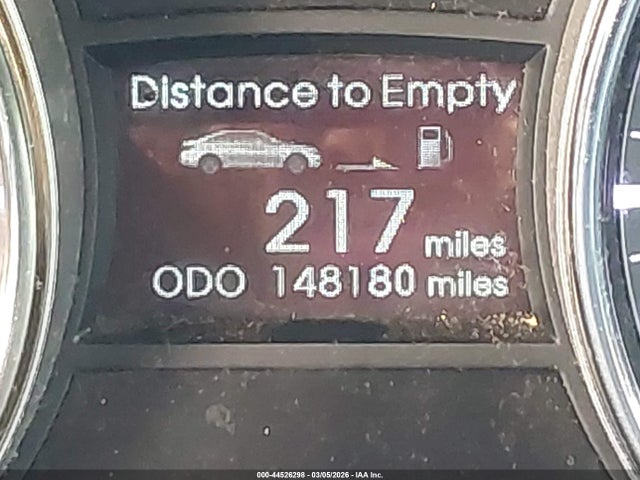 Distance to Empty
217 miles
ODO 148180 miles
000-44526298 - 03/05/2026 - IAA Inc.